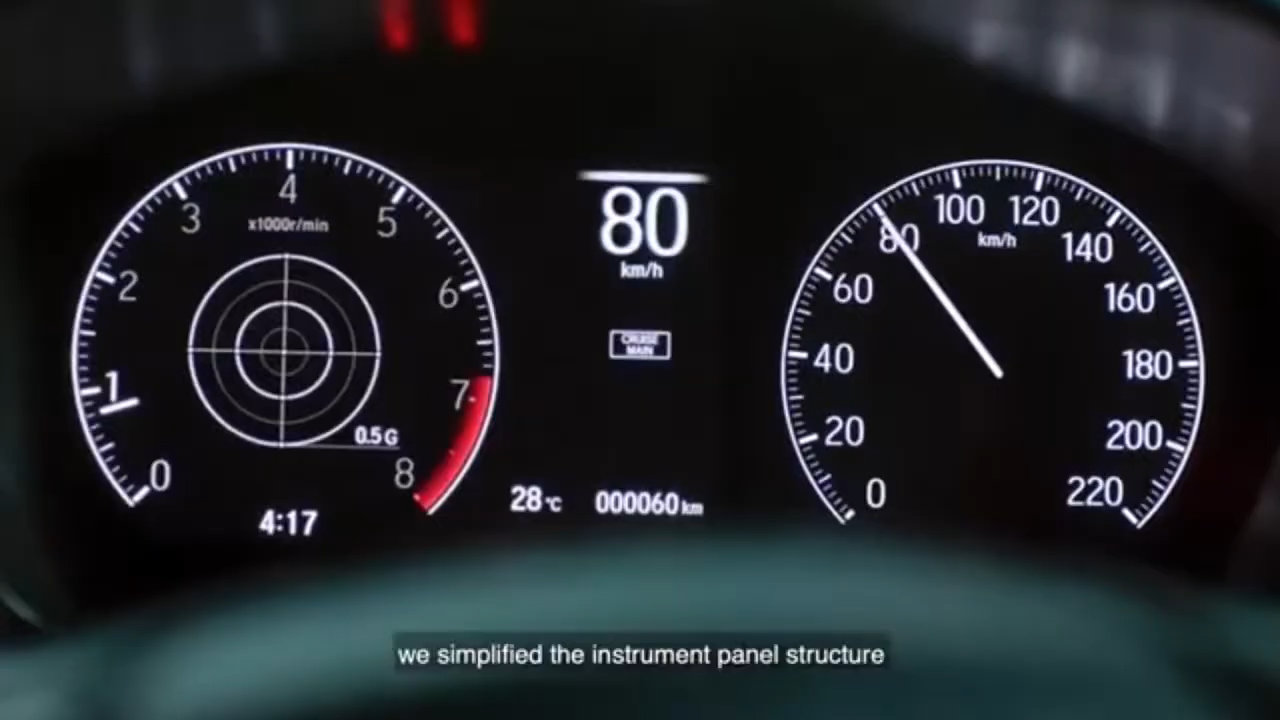 4
3
5
x1000r/min
2
6
1
7
0.5 G
0
8
4:17
80
km/h
CRUISE
MAIN
28 °C
000060 km
100
120
80
km/h
140
60
160
40
180
20
200
0
220
we simplified the instrument panel structure